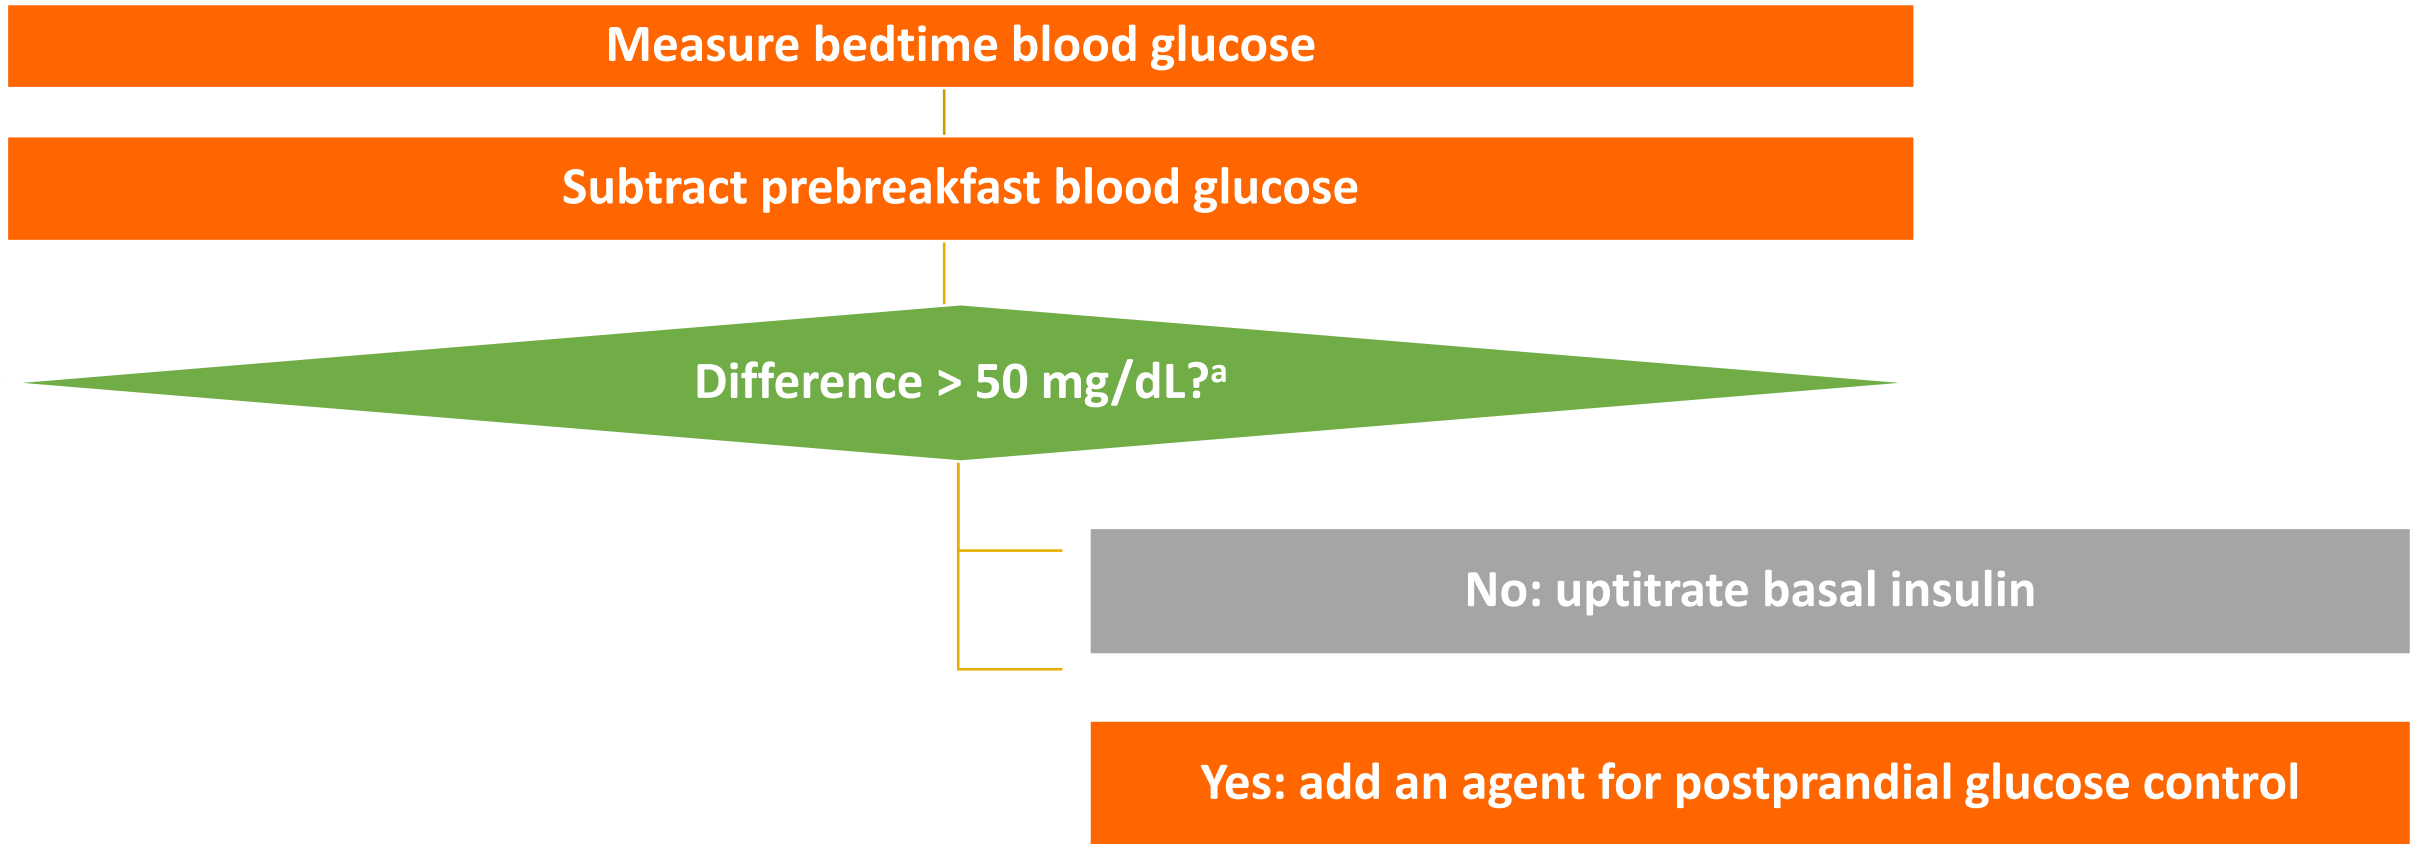 Measure bedtime blood glucose
Subtract prebreakfast blood glucose
Difference > 50 mg/dL?ᵃ
No: uptitrate basal insulin
Yes: add an agent for postprandial glucose control